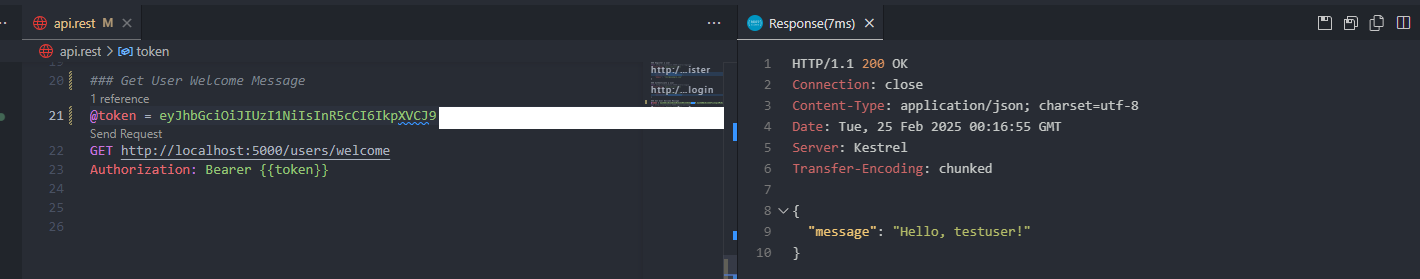 api.rest M
Response(7ms)
api.rest > token
20 ### Get User Welcome Message
1 reference
21 @token = eyJhbGciOiJIUzI1NiIsInR5cCI6IkpXVCJ9
Send Request
22 GET http://localhost:5000/users/welcome
23 Authorization: Bearer {{token}}
24
25
26
http:/...ister
http:/...login
1 HTTP/1.1 200 OK
2 Connection: close
3 Content-Type: application/json; charset=utf-8
4 Date: Tue, 25 Feb 2025 00:16:55 GMT
5 Server: Kestrel
6 Transfer-Encoding: chunked
7
8 {
9 "message": "Hello, testuser!"
10 }